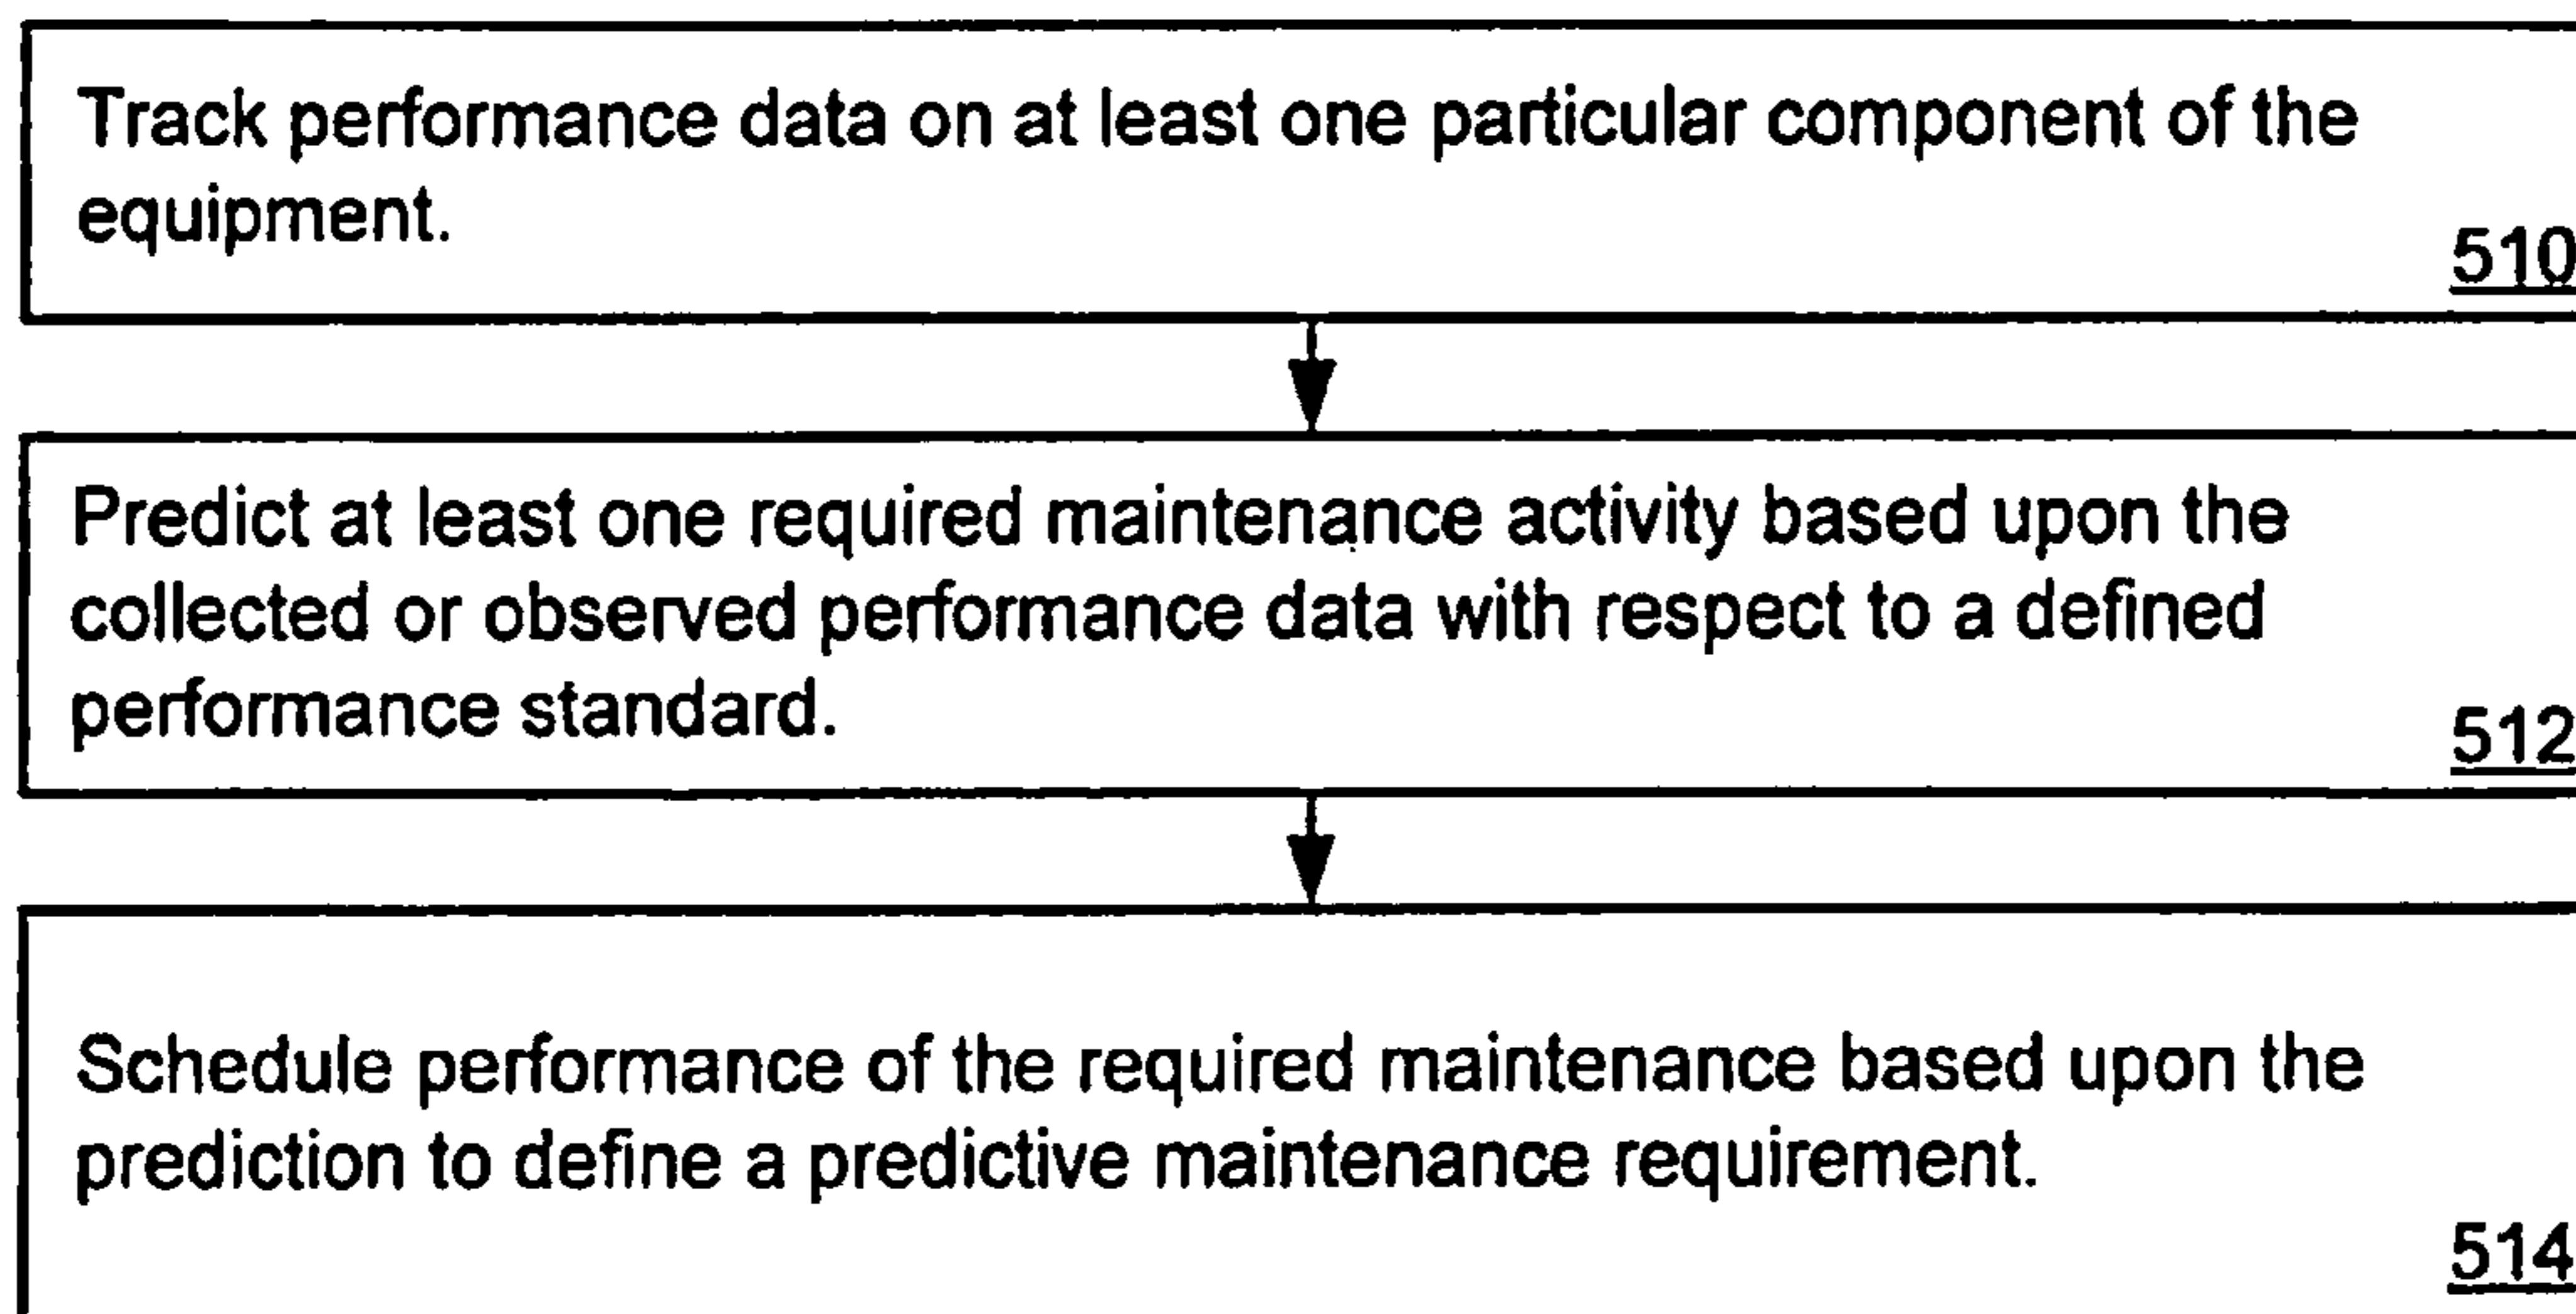 Track performance data on at least one particular component of the
equipment.
510
Predict at least one required maintenance activity based upon the
collected or observed performance data with respect to a defined
performance standard.
512
Schedule performance of the required maintenance based upon the
prediction to define a predictive maintenance requirement.
514